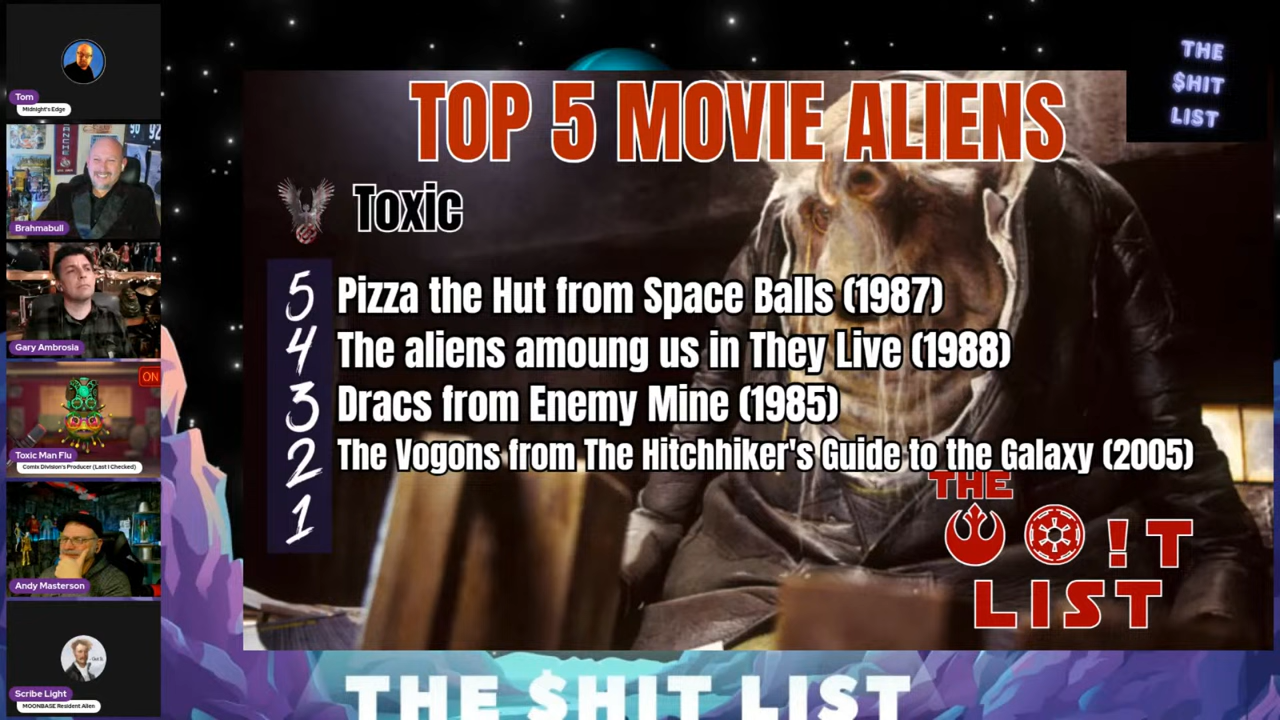 Tom
Midnight's Edge
Brahmabull
Gary Ambrosia
ON
Toxic Man Flu
Comix Division's Producer (Last I Checked)
Andy Masterson
Scribe Light
MOONBASE Resident Alien
TOP 5 MOVIE ALIENS
Toxic
5 Pizza the Hut from Space Balls (1987)
4 The aliens amoung us in They Live (1988)
3 Dracs from Enemy Mine (1985)
2 The Vogons from The Hitchhiker's Guide to the Galaxy (2005)
1
THE
!T
LIST
THE
$HIT
LIST
THE $HIT LIST